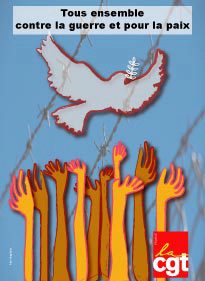 Tous ensemble
contre la guerre et pour la paix
la
cgt